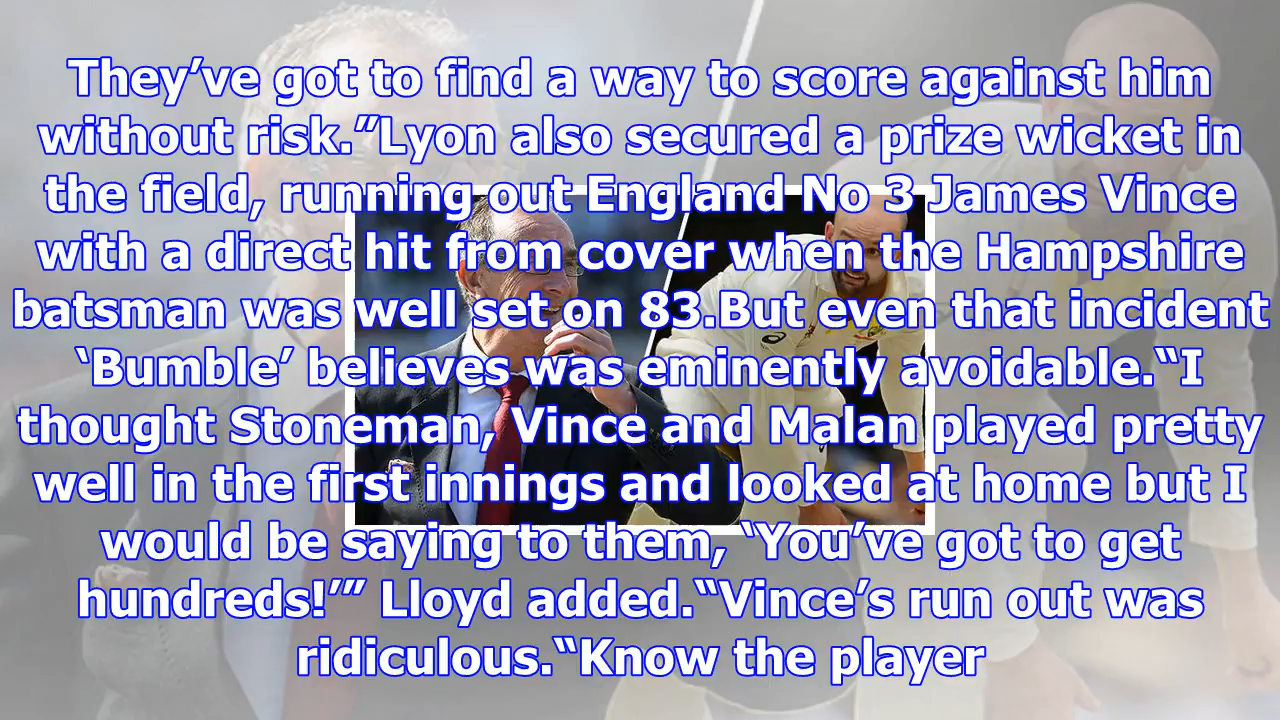 They’ve got to find a way to score against him
without risk.”Lyon also secured a prize wicket in
the field, running out England No 3 James Vince
with a direct hit from cover when the Hampshire
batsman was well set on 83.But even that incident
‘Bumble’ believes was eminently avoidable.“I
thought Stoneman, Vince and Malan played pretty
well in the first innings and looked at home but I
would be saying to them, ‘You’ve got to get
hundreds!’” Lloyd added.“Vince’s run out was
ridiculous.“Know the player